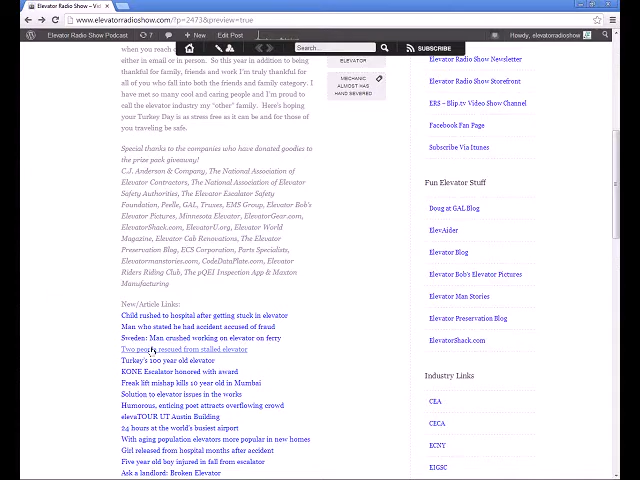 Elevator Radio Show – Vid
www.elevatorradioshow.com/?p=2473&preview=true
Elevator Radio Show Podcast
7
0
New
Edit Post
Howdy, elevatorradioshow
Search...
SUBSCRIBE
when you reach
either in email or in person. So this year in addition to being
thankful for family, friends and work I'm truly thankful for
all of you who fall into both the friends and family category. I
have met so many cool and caring people and I'm proud to
call the elevator industry my "other" family. Here's hoping
your Turkey Day is as stress free as it can be and for those of
you traveling be safe.
Special thanks to the companies who have donated goodies to
the prize pack giveaway!
C.J. Anderson & Company, The National Association of
Elevator Contractors, The National Association of Elevator
Safety Authorities, The Elevator Escalator Safety
Foundation, Peelle, GAL, Truxes, EMS Group, Elevator Bob's
Elevator Pictures, Minnesota Elevator, ElevatorGear.com,
ElevatorShack.com, ElevatorU.org, Elevator World
Magazine, Elevator Cab Renovations, The Elevator
Preservation Blog, ECS Corporation, Parts Specialists,
Elevatormanstories.com, CodeDataPlate.com, Elevator
Riders Riding Club, The pQEI Inspection App & Maxton
Manufacturing
New/Article Links:
Child rushed to hospital after getting stuck in elevator
Man who stated he had accident accused of fraud
Sweden: Man crushed working on elevator on ferry
Two people rescued from stalled elevator
Turkey's 100 year old elevator
KONE Escalator honored with award
Freak lift mishap kills 10 year old in Mumbai
Solution to elevator issues in the works
Humorous, enticing poet attracts overflowing crowd
elevaTOUR UT Austin Building
24 hours at the world's busiest airport
With aging population elevators more popular in new homes
Girl released from hospital months after accident
Five year old boy injured in fall from escalator
Ask a landlord: Broken Elevator
ELEVATOR
MECHANIC
ALMOST HAS
HAND SEVERED
Elevator Radio Show Newsletter
Elevator Radio Show Storefront
ERS – Blip.tv Video Show Channel
Facebook Fan Page
Subscribe Via Itunes
Fun Elevator Stuff
Doug at GAL Blog
ElevAider
Elevator Blog
Elevator Bob's Elevator Pictures
Elevator Man Stories
Elevator Preservation Blog
ElevatorShack.com
Industry Links
CEA
CECA
ECNY
EIGSC